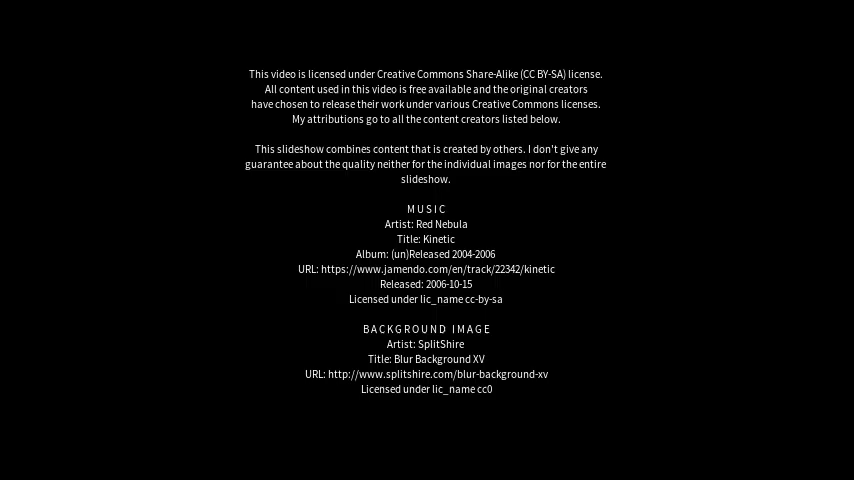 This video is licensed under Creative Commons Share-Alike (CC BY-SA) license.
All content used in this video is free available and the original creators
have chosen to release their work under various Creative Commons licenses.
My attributions go to all the content creators listed below.
This slideshow combines content that is created by others. I don't give any
guarantee about the quality neither for the individual images nor for the entire
slideshow.
MUSIC
Artist: Red Nebula
Title: Kinetic
Album: (un)Released 2004-2006
URL: https://www.jamendo.com/en/track/22342/kinetic
Released: 2006-10-15
Licensed under lic_name cc-by-sa
BACKGROUND IMAGE
Artist: SplitShire
Title: Blur Background XV
URL: http://www.splitshire.com/blur-background-xv
Licensed under lic_name cc0